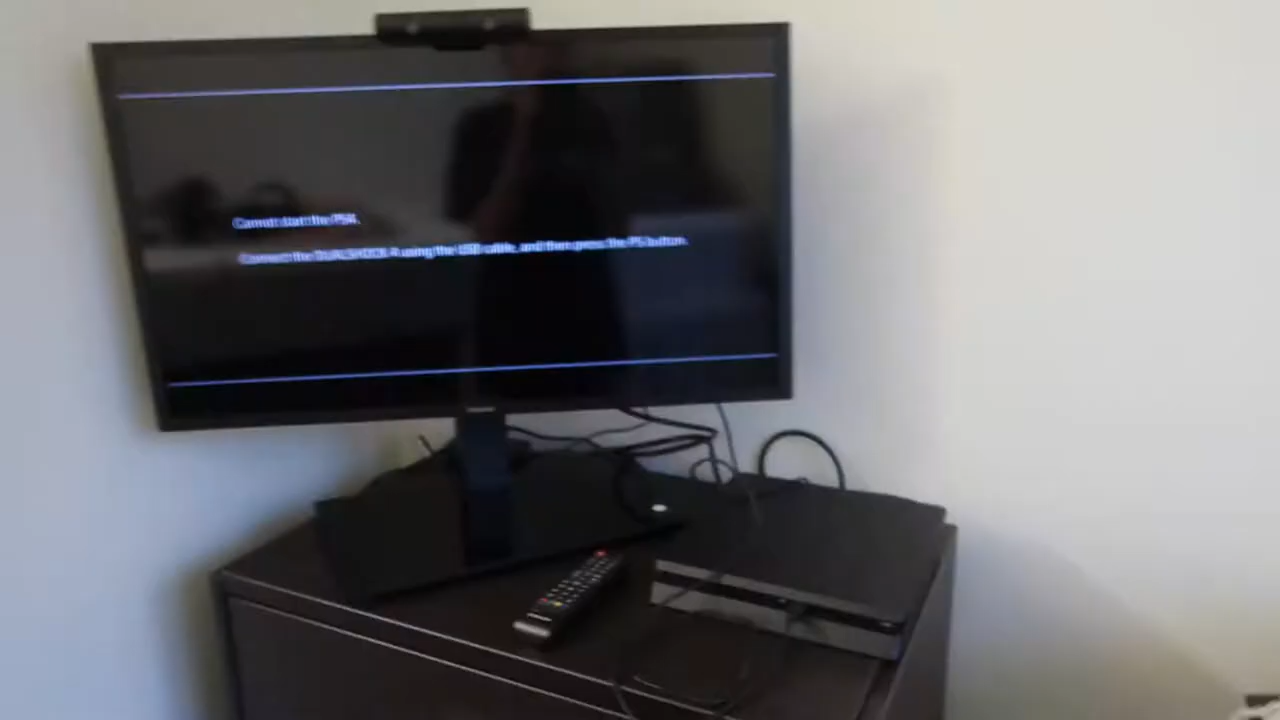 Cannot start the PS4.
Connect the DUALSHOCK 4 using the USB cable, and then press the PS button.